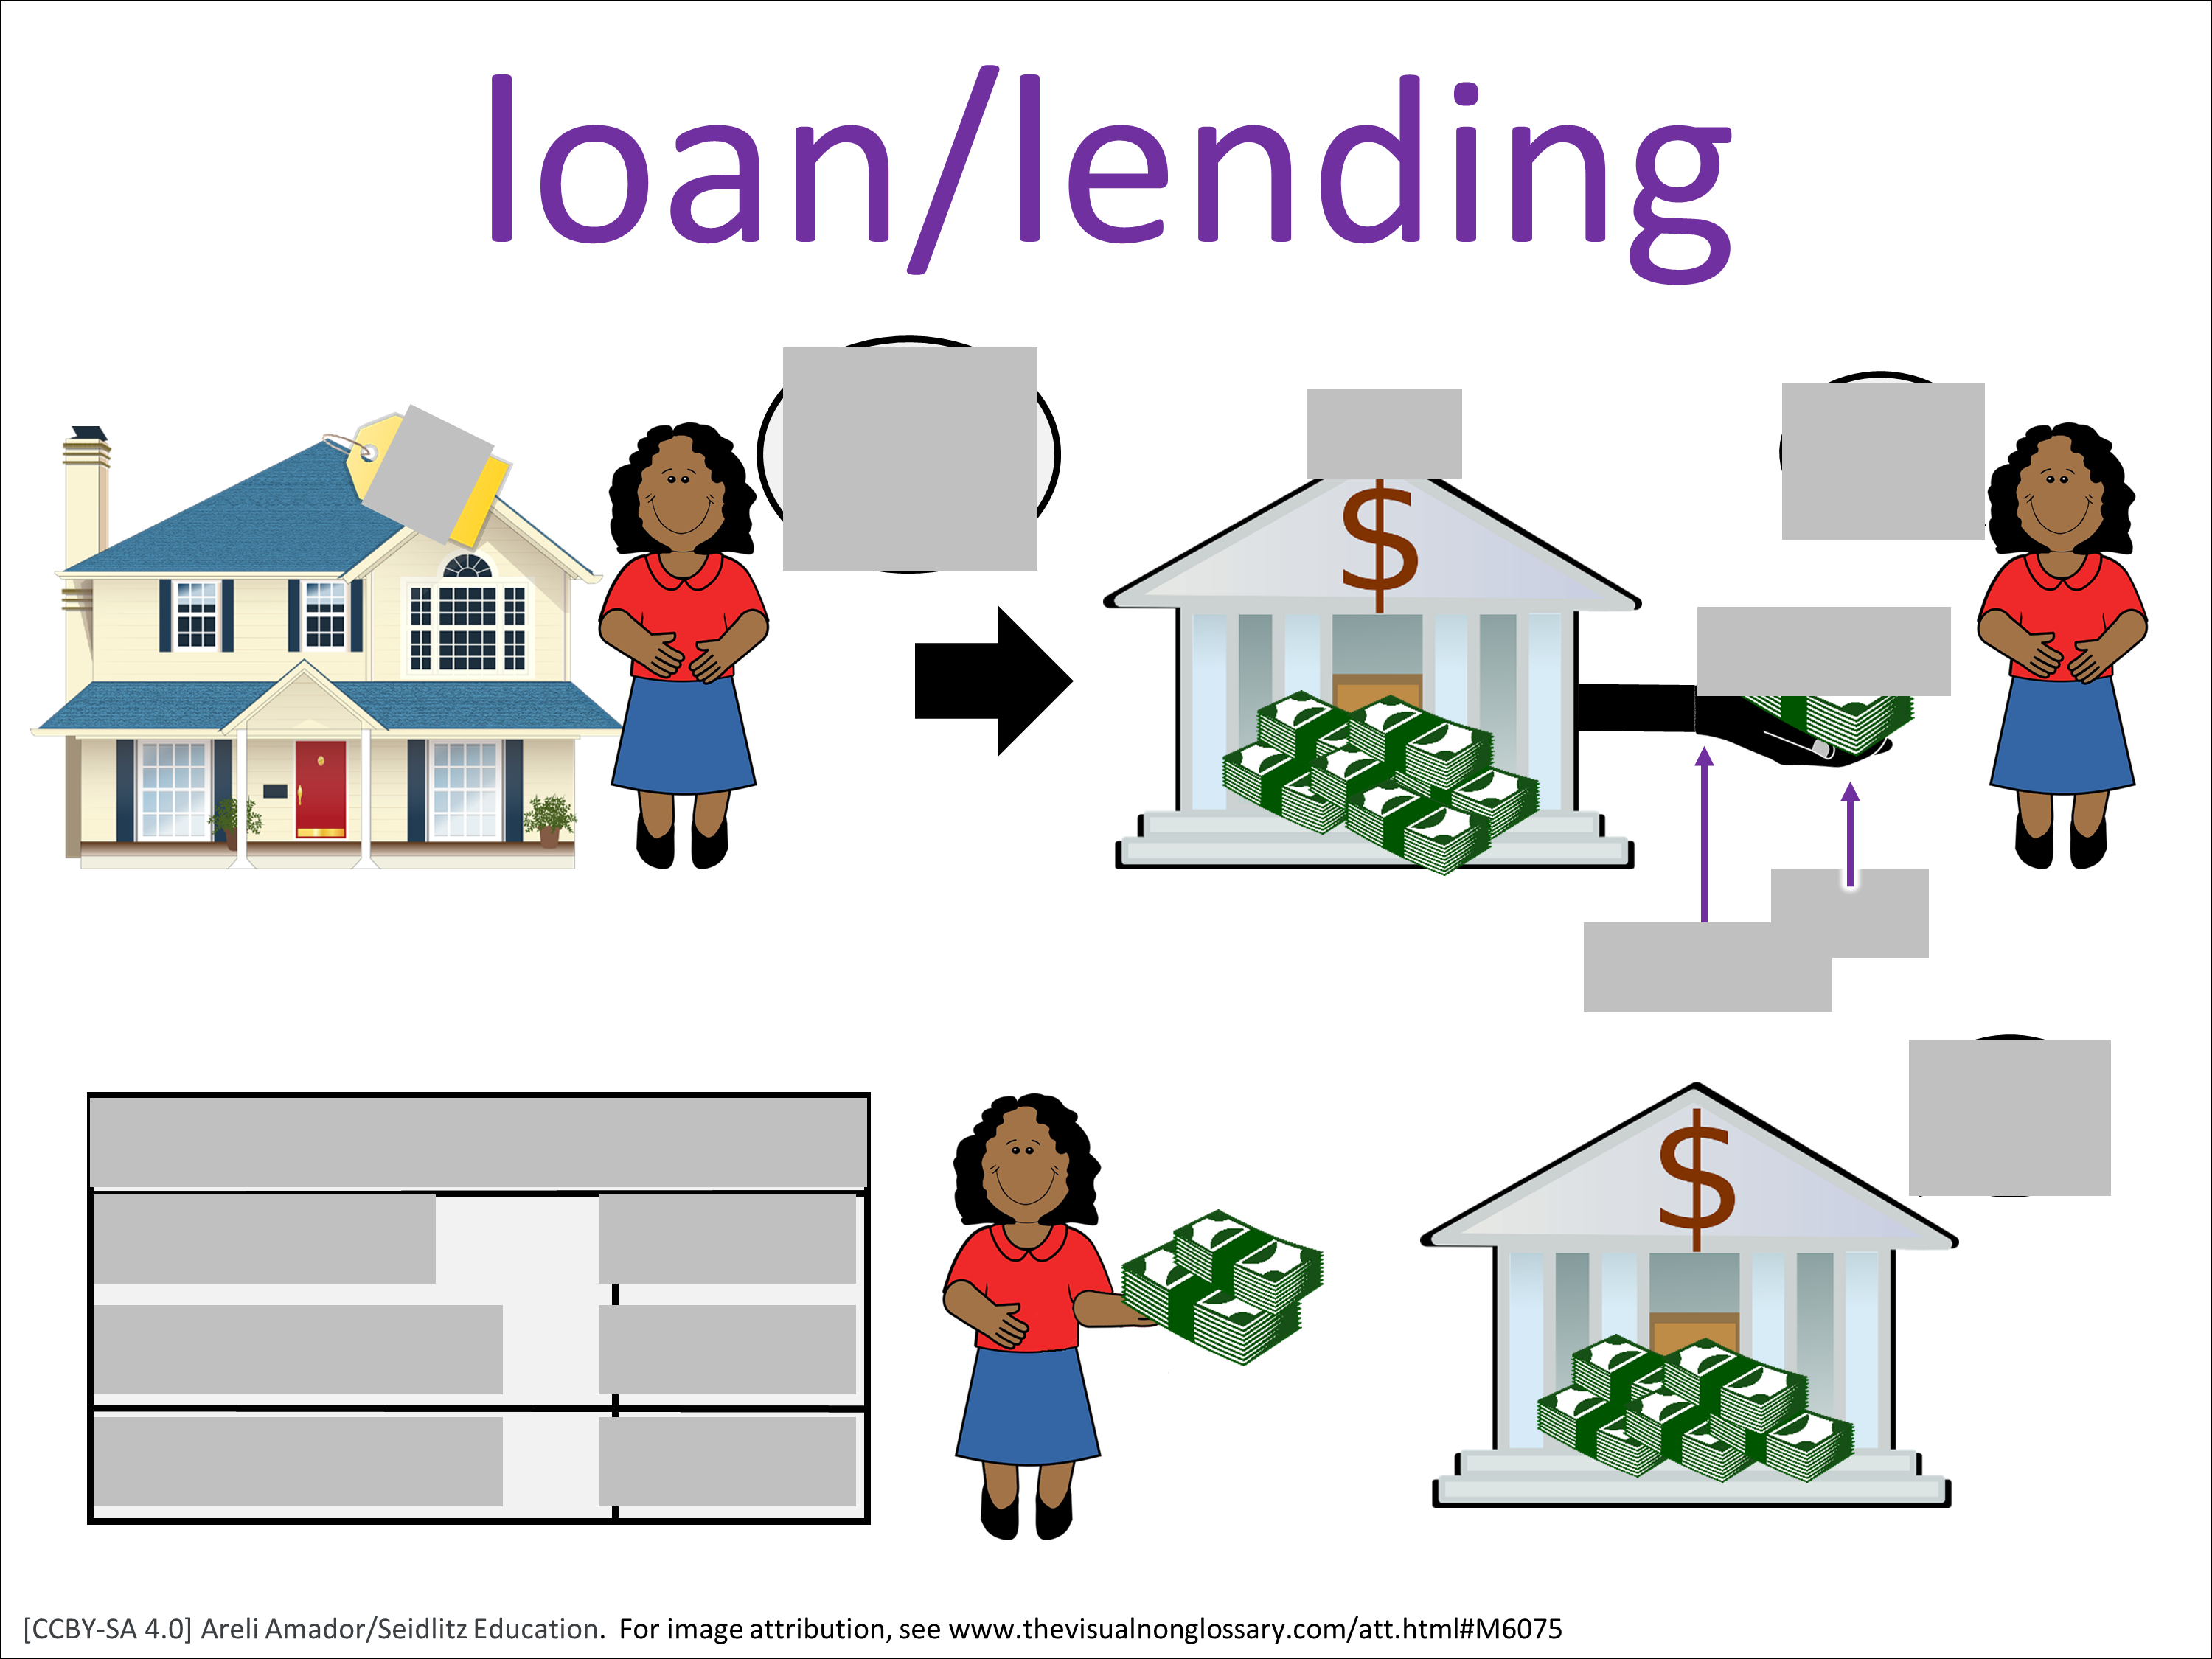 loan/lending
$
$
[CCBY-SA 4.0] Areli Amador/Seidlitz Education.  For image attribution, see www.thevisualnonglossary.com/att.html#M6075